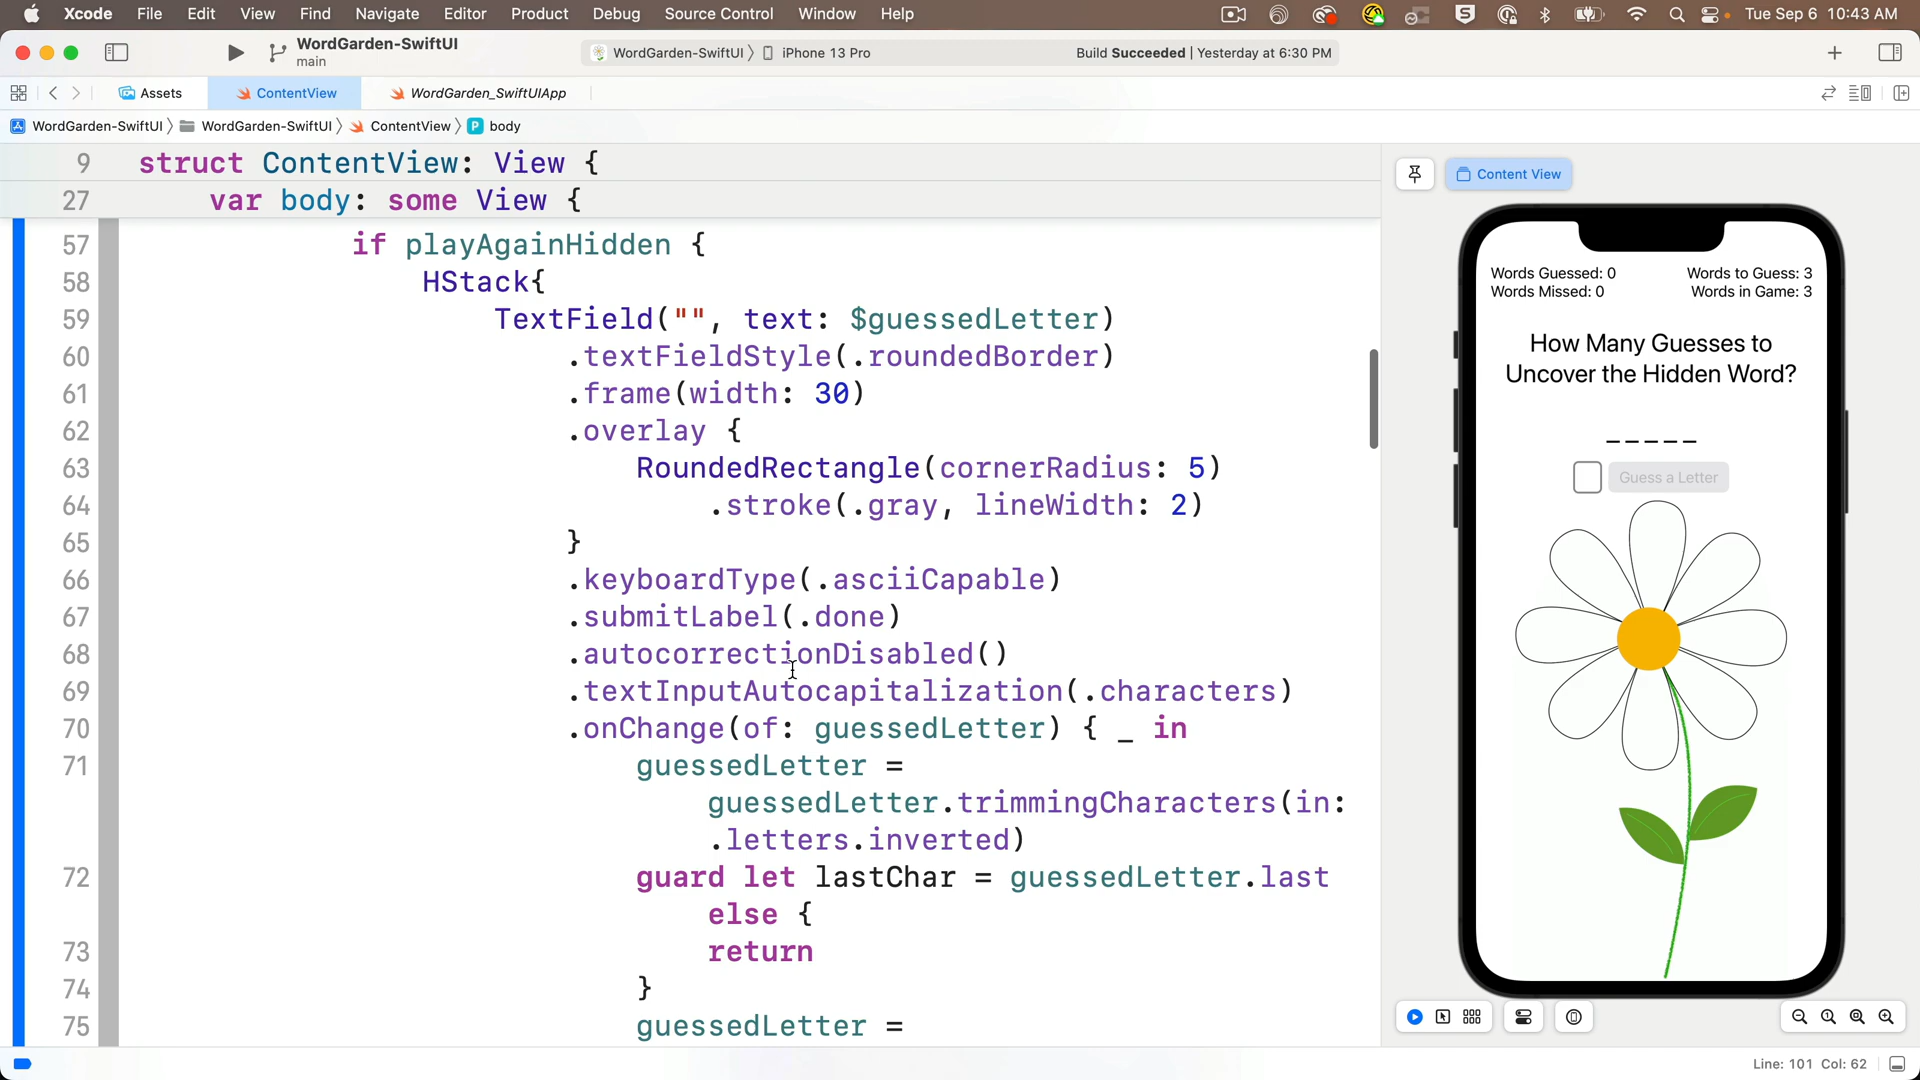 Xcode File Edit View Find Navigate Editor Product Debug Source Control Window Help Tue Sep 6 10:43 AM
WordGarden-SwiftUI
main
WordGarden-SwiftUI 〉 iPhone 13 Pro
Build Succeeded | Yesterday at 6:30 PM
Assets ContentView WordGarden_SwiftUIApp
WordGarden-SwiftUI 〉 WordGarden-SwiftUI 〉 ContentView 〉 P body
9 struct ContentView: View {
27 var body: some View {
57 if playAgainHidden {
58 HStack{
59 TextField("", text: $guessedLetter)
60 .textFieldStyle(.roundedBorder)
61 .frame(width: 30)
62 .overlay {
63 RoundedRectangle(cornerRadius: 5)
64 .stroke(.gray, lineWidth: 2)
65 }
66 .keyboardType(.asciiCapable)
67 .submitLabel(.done)
68 .autocorrectionDisabled()
69 .textInputAutocapitalization(.characters)
70 .onChange(of: guessedLetter) { _ in
71 guessedLetter =
guessedLetter.trimmingCharacters(in:
.letters.inverted)
72 guard let lastChar = guessedLetter.last
else {
73 return
74 }
75 guessedLetter =
Content View
Words Guessed: 0 Words to Guess: 3
Words Missed: 0 Words in Game: 3
How Many Guesses to
Uncover the Hidden Word?
_ _ _ _ _
Guess a Letter
Line: 101 Col: 62